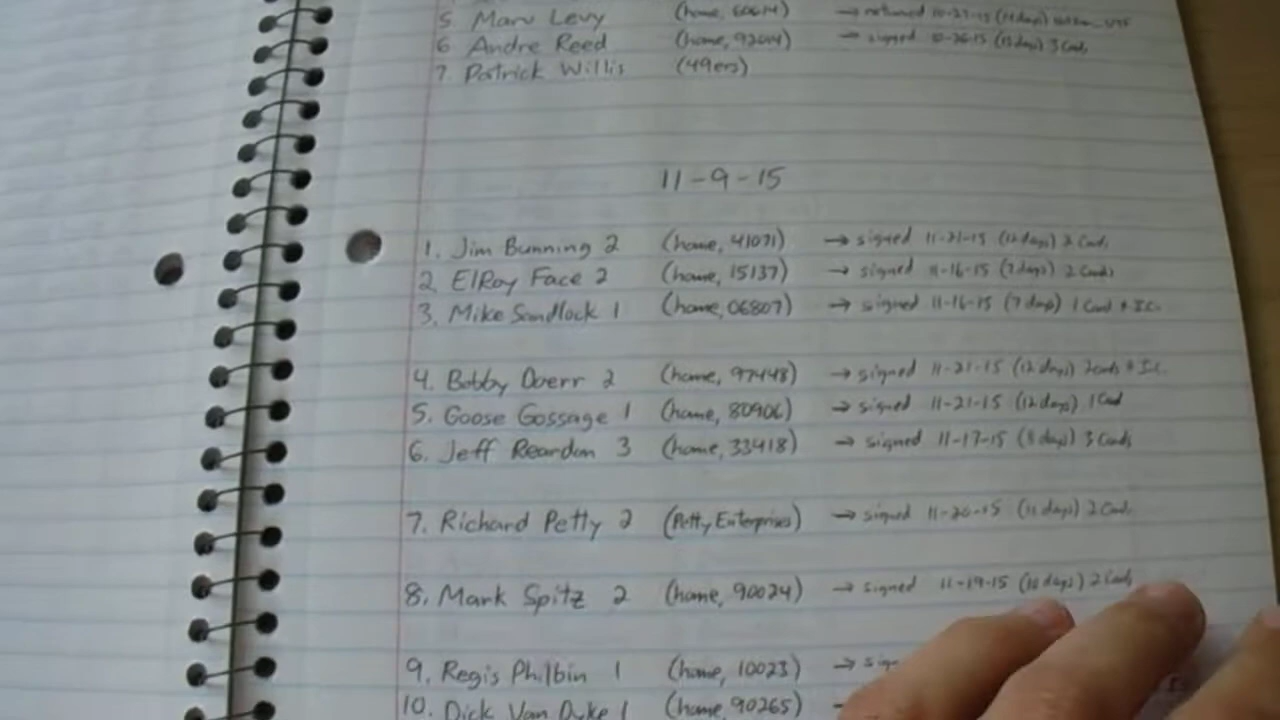 5 Marv Levy (home, 60614) → returned 10-27-15 (14 days)
6 Andre Reed (home, 92014) → signed 10-26-15 (13 days) 3 Cards
7. Patrick Willis (49ers)
11-9-15
1. Jim Bunning 2 (home, 41071) → signed 11-21-15 (12 days) 2 Cards
2. ElRoy Face 2 (home, 15137) → signed 11-16-15 (7 days) 2 Cards
3. Mike Sandlock 1 (home, 06807) → signed 11-16-15 (7 days) 1 Card + I.C.
4. Bobby Doerr 2 (home, 97448) → signed 11-21-15 (12 days) 2 Cards + I.C.
5. Goose Gossage 1 (home, 80906) → signed 11-21-15 (12 days) 1 Card
6. Jeff Reardon 3 (home, 33418) → signed 11-17-15 (8 days) 3 Cards
7. Richard Petty 2 (Petty Enterprises) → signed 11-20-15 (11 days) 2 Cards
8. Mark Spitz 2 (home, 90024) → signed 11-19-15 (10 days) 2 Cards
9. Regis Philbin 1 (home, 10023) →
10. Dick Van Dyke 1 (home, 90265)